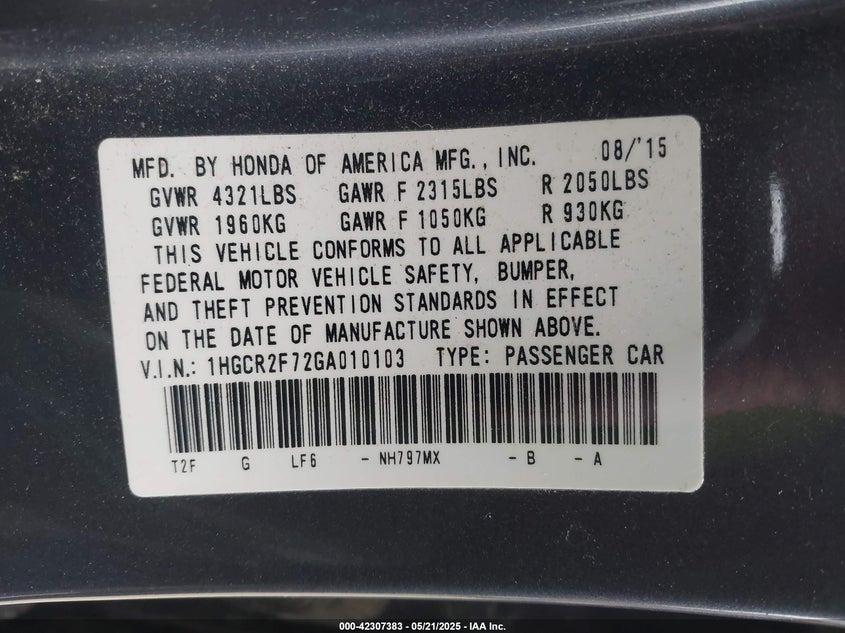 MFD. BY HONDA OF AMERICA MFG., INC. 08/'15
GVWR 4321LBS GAWR F 2315LBS R 2050LBS
GVWR 1960KG GAWR F 1050KG R 930KG
THIS VEHICLE CONFORMS TO ALL APPLICABLE
FEDERAL MOTOR VEHICLE SAFETY, BUMPER,
AND THEFT PREVENTION STANDARDS IN EFFECT
ON THE DATE OF MANUFACTURE SHOWN ABOVE.
V.I.N.: 1HGCR2F72GA010103 TYPE: PASSENGER CAR
T2F G LF6 - NH797MX - B - A
000-42307383 / 05/21/2025 - IAA Inc.